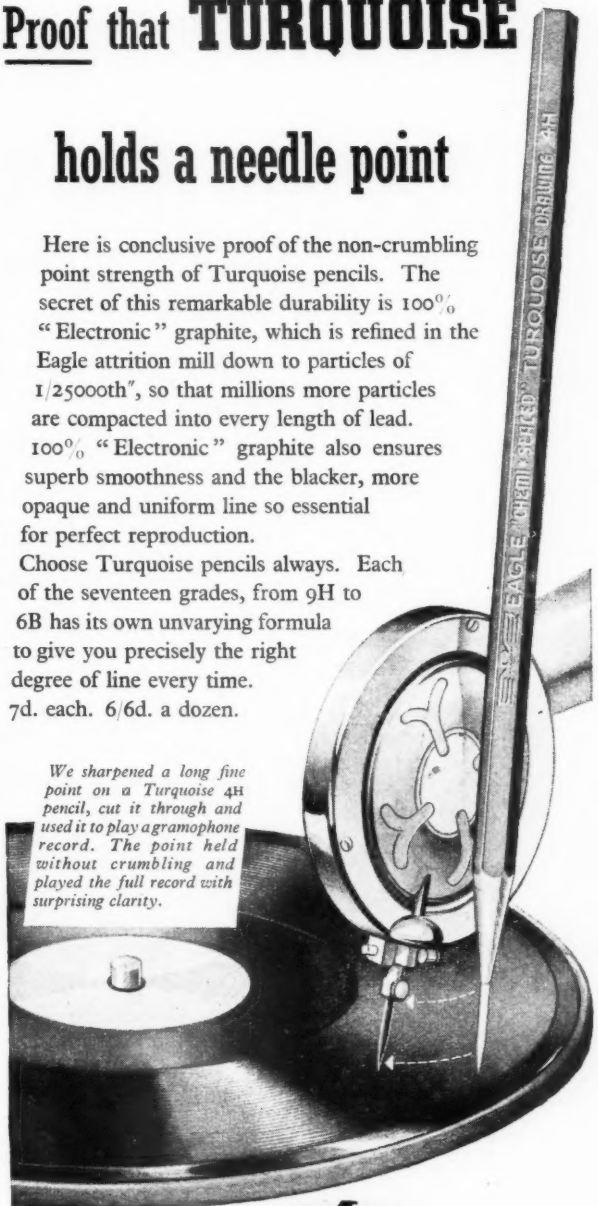 Proof that TURQUOISE
holds a needle point
Here is conclusive proof of the non-crumbling
point strength of Turquoise pencils. The
secret of this remarkable durability is 100%
“Electronic” graphite, which is refined in the
Eagle attrition mill down to particles of
1/25000th″, so that millions more particles
are compacted into every length of lead.
100% “Electronic” graphite also ensures
superb smoothness and the blacker, more
opaque and uniform line so essential
for perfect reproduction.
Choose Turquoise pencils always. Each
of the seventeen grades, from 9H to
6B has its own unvarying formula
to give you precisely the right
degree of line every time.
7d. each. 6/6d. a dozen.
We sharpened a long fine
point on a Turquoise 4H
pencil, cut it through and
used it to play a gramophone
record. The point held
without crumbling and
played the full record with
surprising clarity.
EAGLE "CHEMI-SEALED" TURQUOISE DRAWING 4H